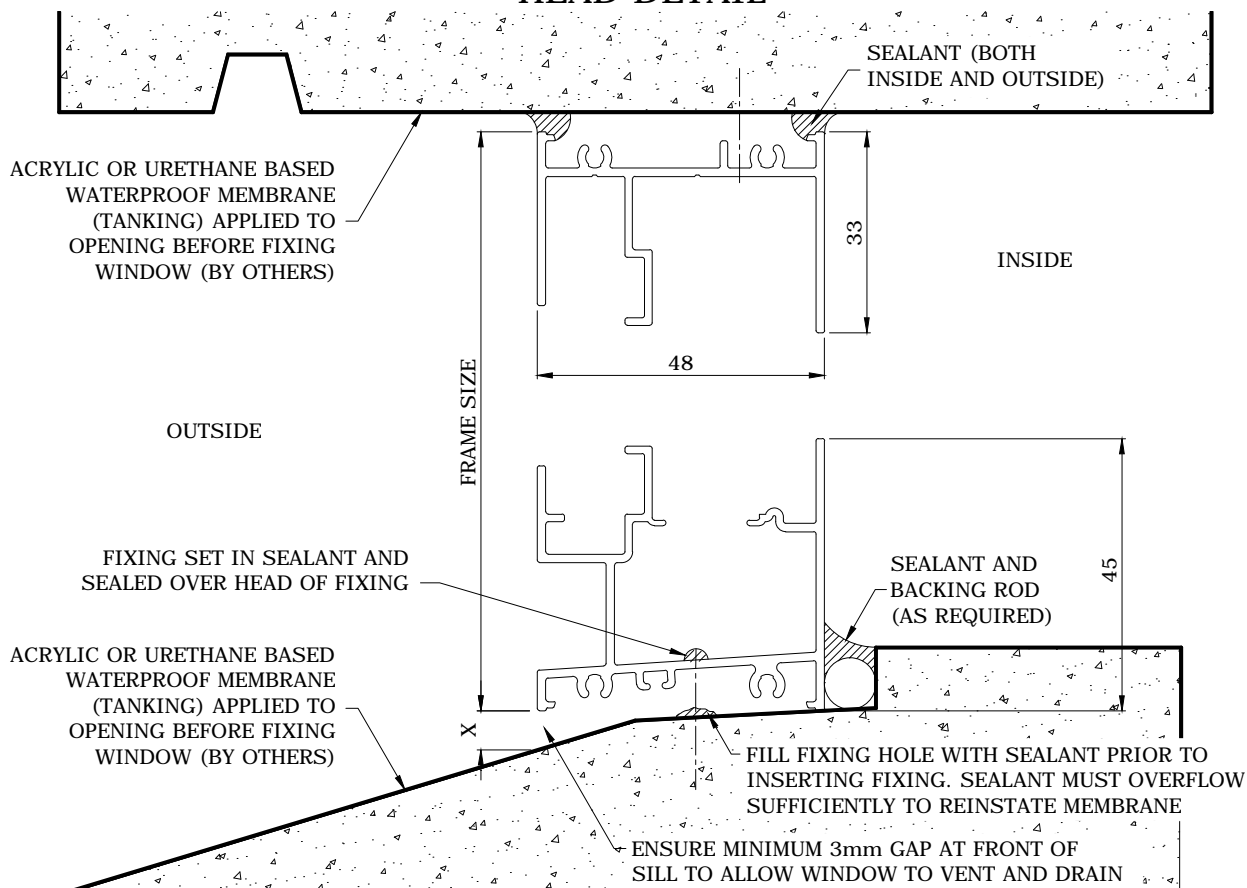 HEAD DETAIL
SEALANT (BOTH
INSIDE AND OUTSIDE)
ACRYLIC OR URETHANE BASED
WATERPROOF MEMBRANE
(TANKING) APPLIED TO
OPENING BEFORE FIXING
WINDOW (BY OTHERS)
33
INSIDE
48
FRAME SIZE
OUTSIDE
45
FIXING SET IN SEALANT AND
SEALED OVER HEAD OF FIXING
SEALANT AND
BACKING ROD
(AS REQUIRED)
ACRYLIC OR URETHANE BASED
WATERPROOF MEMBRANE
(TANKING) APPLIED TO
OPENING BEFORE FIXING
WINDOW (BY OTHERS)
X
FILL FIXING HOLE WITH SEALANT PRIOR TO
INSERTING FIXING. SEALANT MUST OVERFLOW
SUFFICIENTLY TO REINSTATE MEMBRANE
ENSURE MINIMUM 3mm GAP AT FRONT OF
SILL TO ALLOW WINDOW TO VENT AND DRAIN